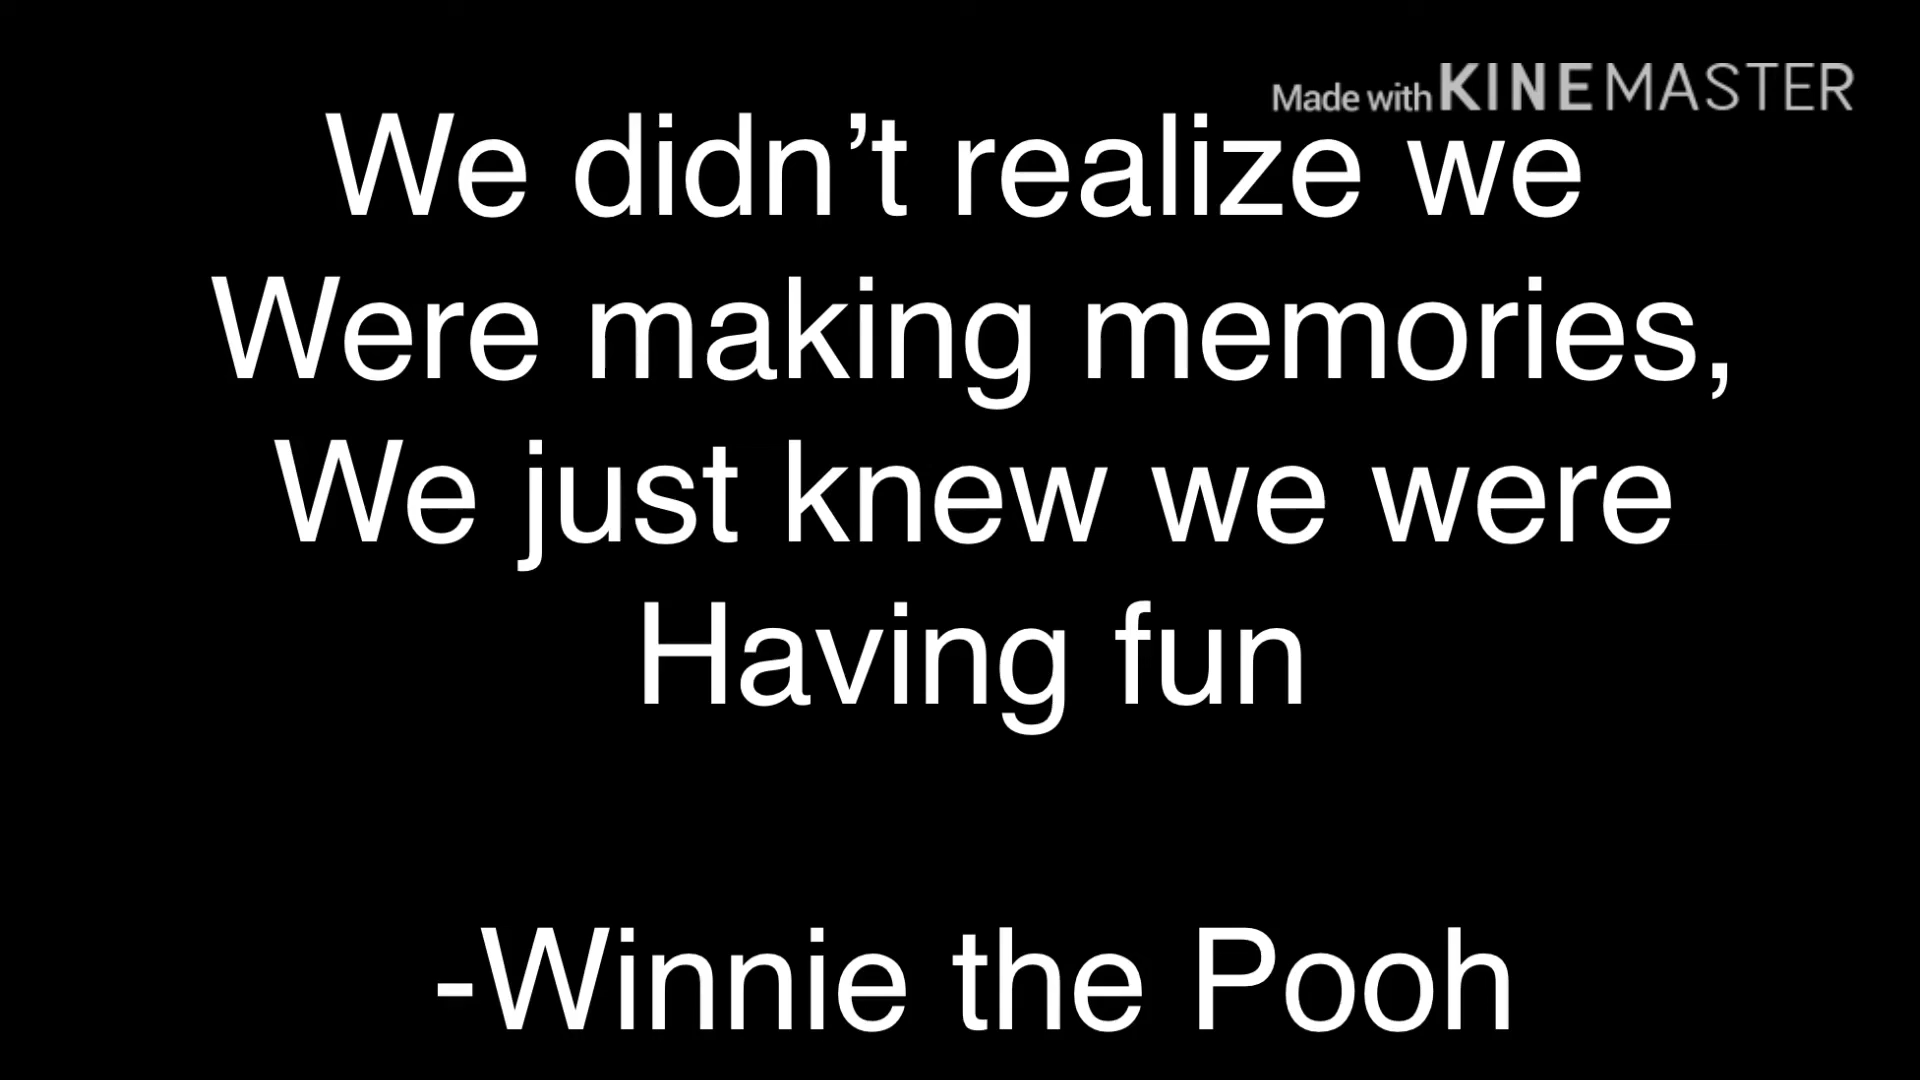 Made with KINEMASTER
We didn’t realize we
Were making memories,
We just knew we were
Having fun
-Winnie the Pooh